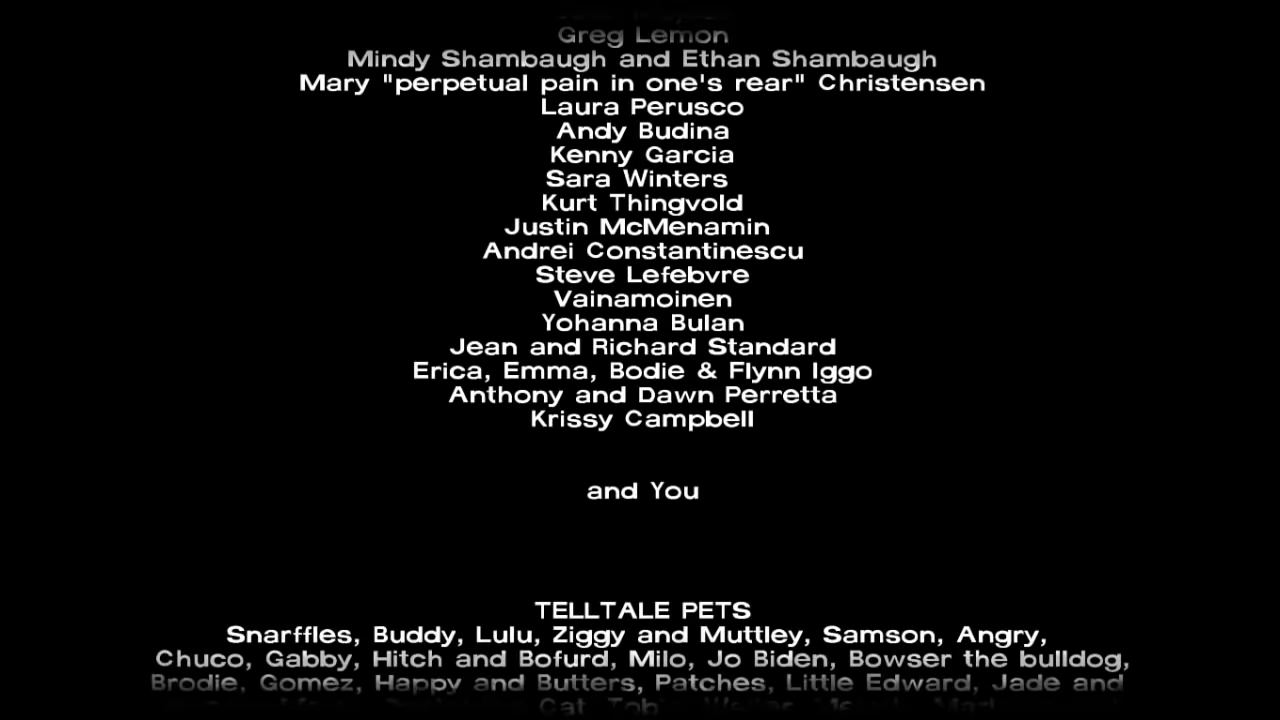 Greg Lemon
Mindy Shambaugh and Ethan Shambaugh
Mary "perpetual pain in one's rear" Christensen
Laura Perusco
Andy Budina
Kenny Garcia
Sara Winters
Kurt Thingvold
Justin McMenamin
Andrei Constantinescu
Steve Lefebvre
Vainamoinen
Yohanna Bulan
Jean and Richard Standard
Erica, Emma, Bodie & Flynn Iggo
Anthony and Dawn Perretta
Krissy Campbell
and You
TELLTALE PETS
Snarffles, Buddy, Lulu, Ziggy and Muttley, Samson, Angry,
Chuco, Gabby, Hitch and Bofurd, Milo, Jo Biden, Bowser the bulldog,
Brodie, Gomez, Happy and Butters, Patches, Little Edward, Jade and
Cat,